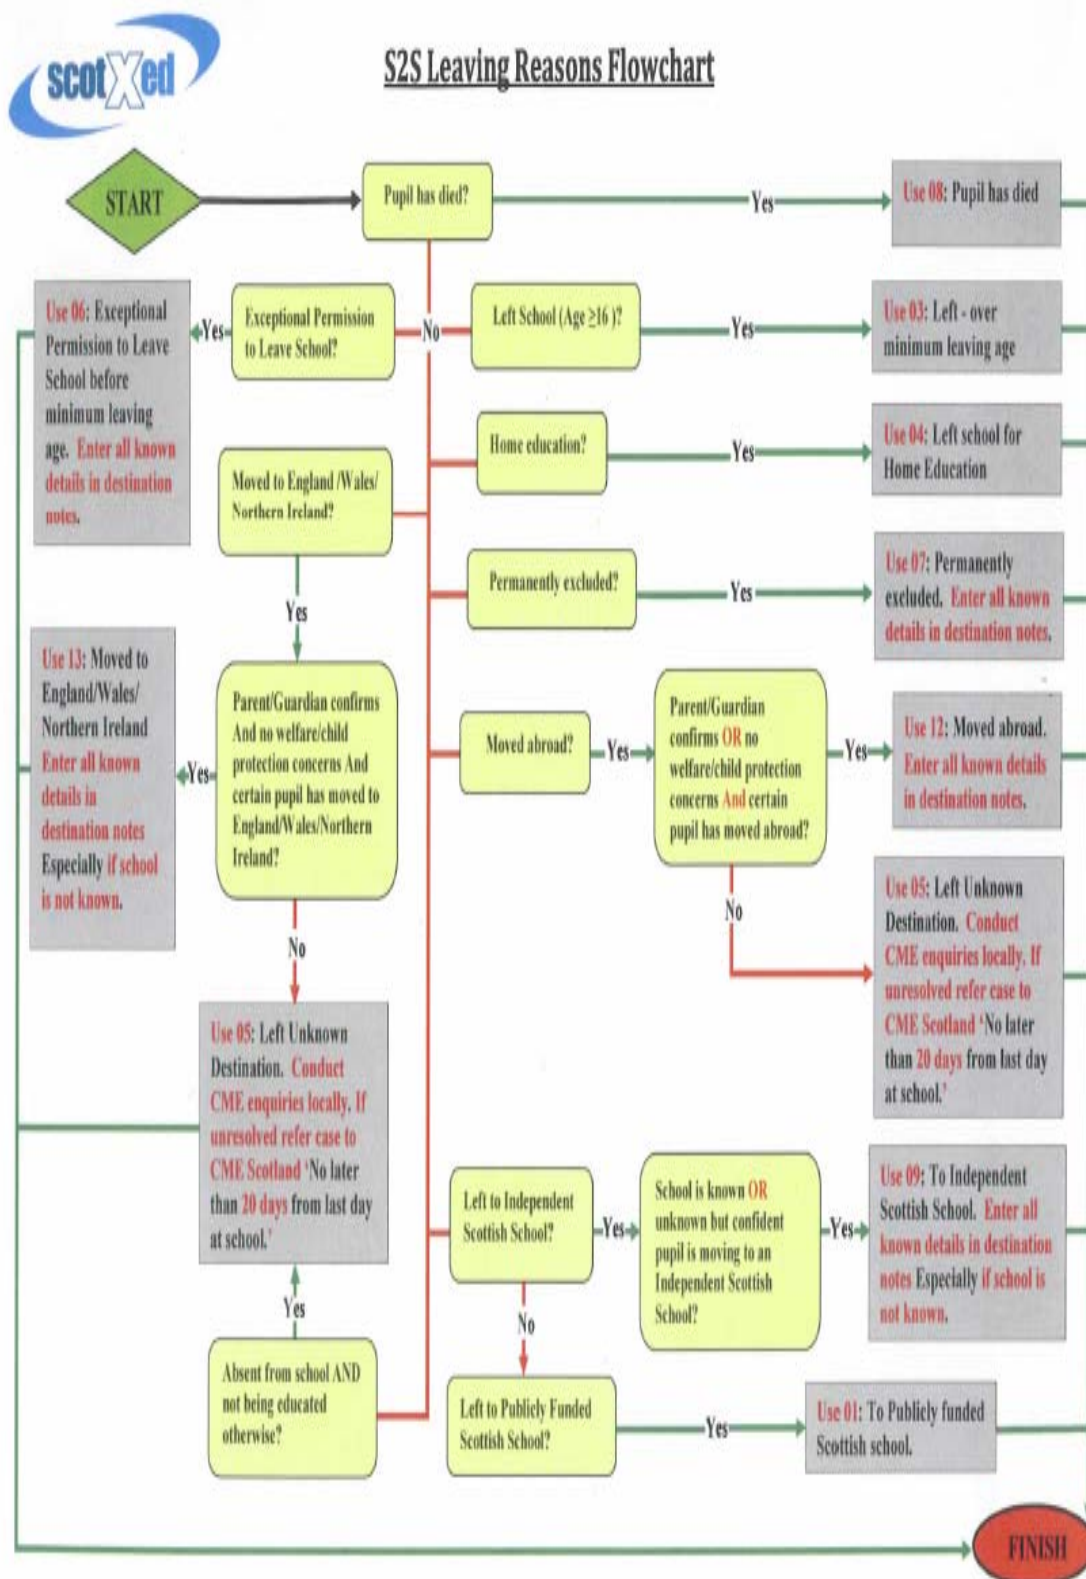 scotXed
S2S Leaving Reasons Flowchart
START
Pupil has died?
Yes
Use 08: Pupil has died
Use 06: Exceptional
Permission to Leave
School before
minimum leaving
age. Enter all known
details in destination
notes.
Yes
Exceptional Permission
to Leave School?
No
Left School (Age ≥16 )?
Yes
Use 03: Left - over
minimum leaving age
Home education?
Yes
Use 04: Left school for
Home Education
Moved to England /Wales/
Northern Ireland?
Yes
Permanently excluded?
Yes
Use 07: Permanently
excluded. Enter all known
details in destination notes.
Use 13: Moved to
England/Wales/
Northern Ireland
Enter all known
details in
destination notes
Especially if school
is not known.
Yes
Parent/Guardian confirms
And no welfare/child
protection concerns And
certain pupil has moved to
England/Wales/Northern
Ireland?
No
Moved abroad?
Yes
Parent/Guardian
confirms OR no
welfare/child protection
concerns And certain
pupil has moved abroad?
Yes
Use 12: Moved abroad.
Enter all known details
in destination notes.
No
Use 05: Left Unknown
Destination. Conduct
CME enquiries locally. If
unresolved refer case to
CME Scotland ‘No later
than 20 days from last day
at school.’
Use 05: Left Unknown
Destination. Conduct
CME enquiries locally. If
unresolved refer case to
CME Scotland ‘No later
than 20 days from last day
at school.’
Yes
Absent from school AND
not being educated
otherwise?
Left to Independent
Scottish School?
Yes
School is known OR
unknown but confident
pupil is moving to an
Independent Scottish
School?
Yes
Use 09: To Independent
Scottish School. Enter all
known details in destination
notes Especially if school is
not known.
No
Left to Publicly Funded
Scottish School?
Yes
Use 01: To Publicly funded
Scottish school.
FINISH